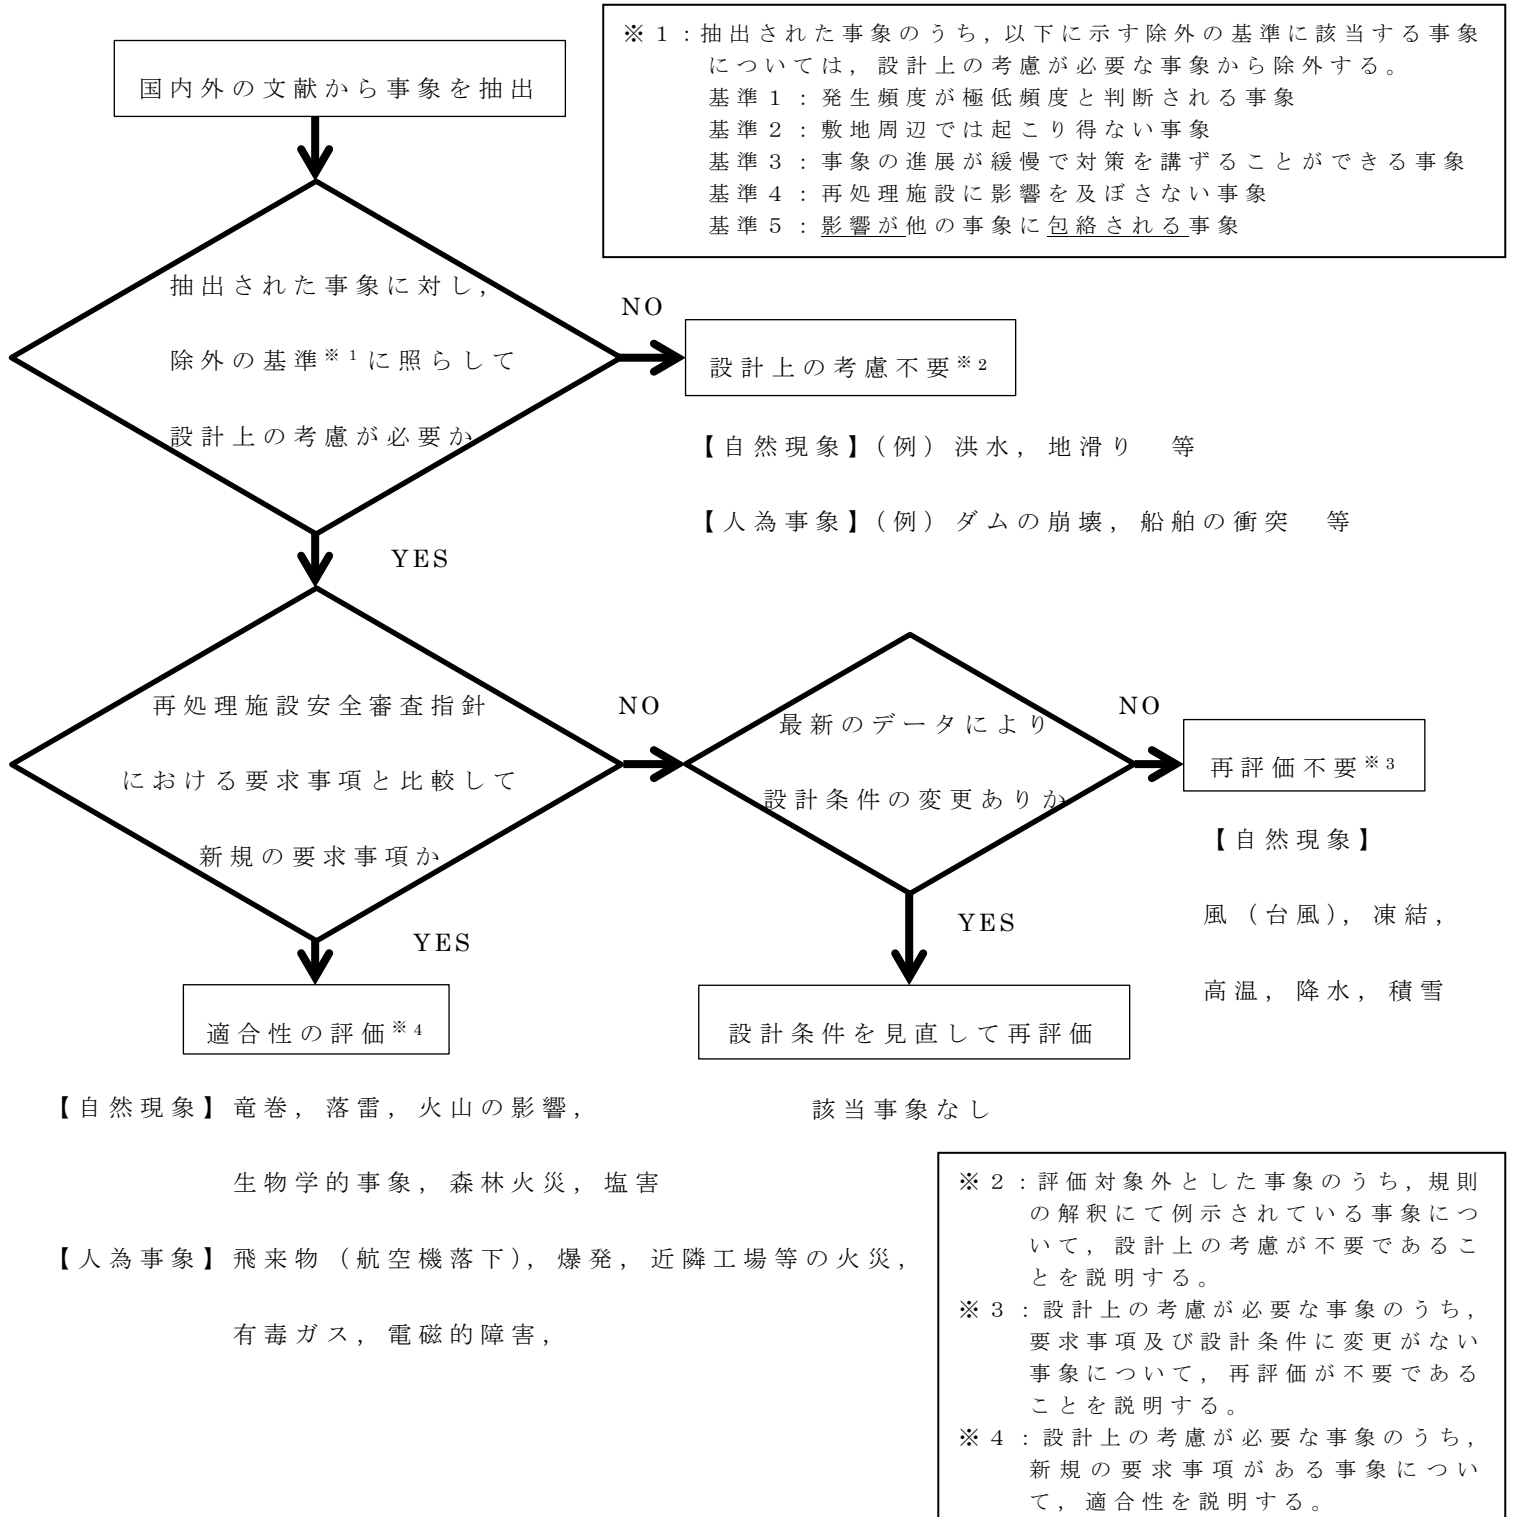 国内外の文献から事象を抽出
※1:抽出された事象のうち,以下に示す除外の基準に該当する事象
については,設計上の考慮が必要な事象から除外する。
基準1:発生頻度が極低頻度と判断される事象
基準2:敷地周辺では起こり得ない事象
基準3:事象の進展が緩慢で対策を講ずることができる事象
基準4:再処理施設に影響を及ぼさない事象
基準5:影響が他の事象に包絡される事象
抽出された事象に対し,
除外の基準※1に照らして
設計上の考慮が必要か
NO
設計上の考慮不要※2
【自然現象】(例)洪水,地滑り 等
【人為事象】(例)ダムの崩壊,船舶の衝突 等
YES
再処理施設安全審査指針
における要求事項と比較して
新規の要求事項か
NO
最新のデータにより
設計条件の変更ありか
NO
再評価不要※3
【自然現象】
風(台風),凍結,
高温,降水,積雪
YES
YES
適合性の評価※4
設計条件を見直して再評価
【自然現象】竜巻,落雷,火山の影響,
生物学的事象,森林火災,塩害
【人為事象】飛来物(航空機落下),爆発,近隣工場等の火災,
有毒ガス,電磁的障害,
該当事象なし
※2:評価対象外とした事象のうち,規則
の解釈にて例示されている事象につ
いて,設計上の考慮が不要であるこ
とを説明する。
※3:設計上の考慮が必要な事象のうち,
要求事項及び設計条件に変更がない
事象について,再評価が不要である
ことを説明する。
※4:設計上の考慮が必要な事象のうち,
新規の要求事項がある事象につい
て,適合性を説明する。